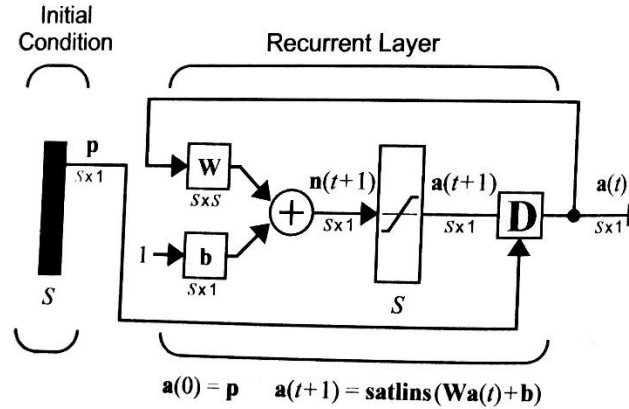 Initial
Condition
Recurrent Layer
p
S×1
S
W
S×S
1
b
S×1
n(t+1)
S×1
S
a(t+1)
S×1
D
a(t)
S×1
a(0) = p a(t+1) = satlins(Wa(t)+b)